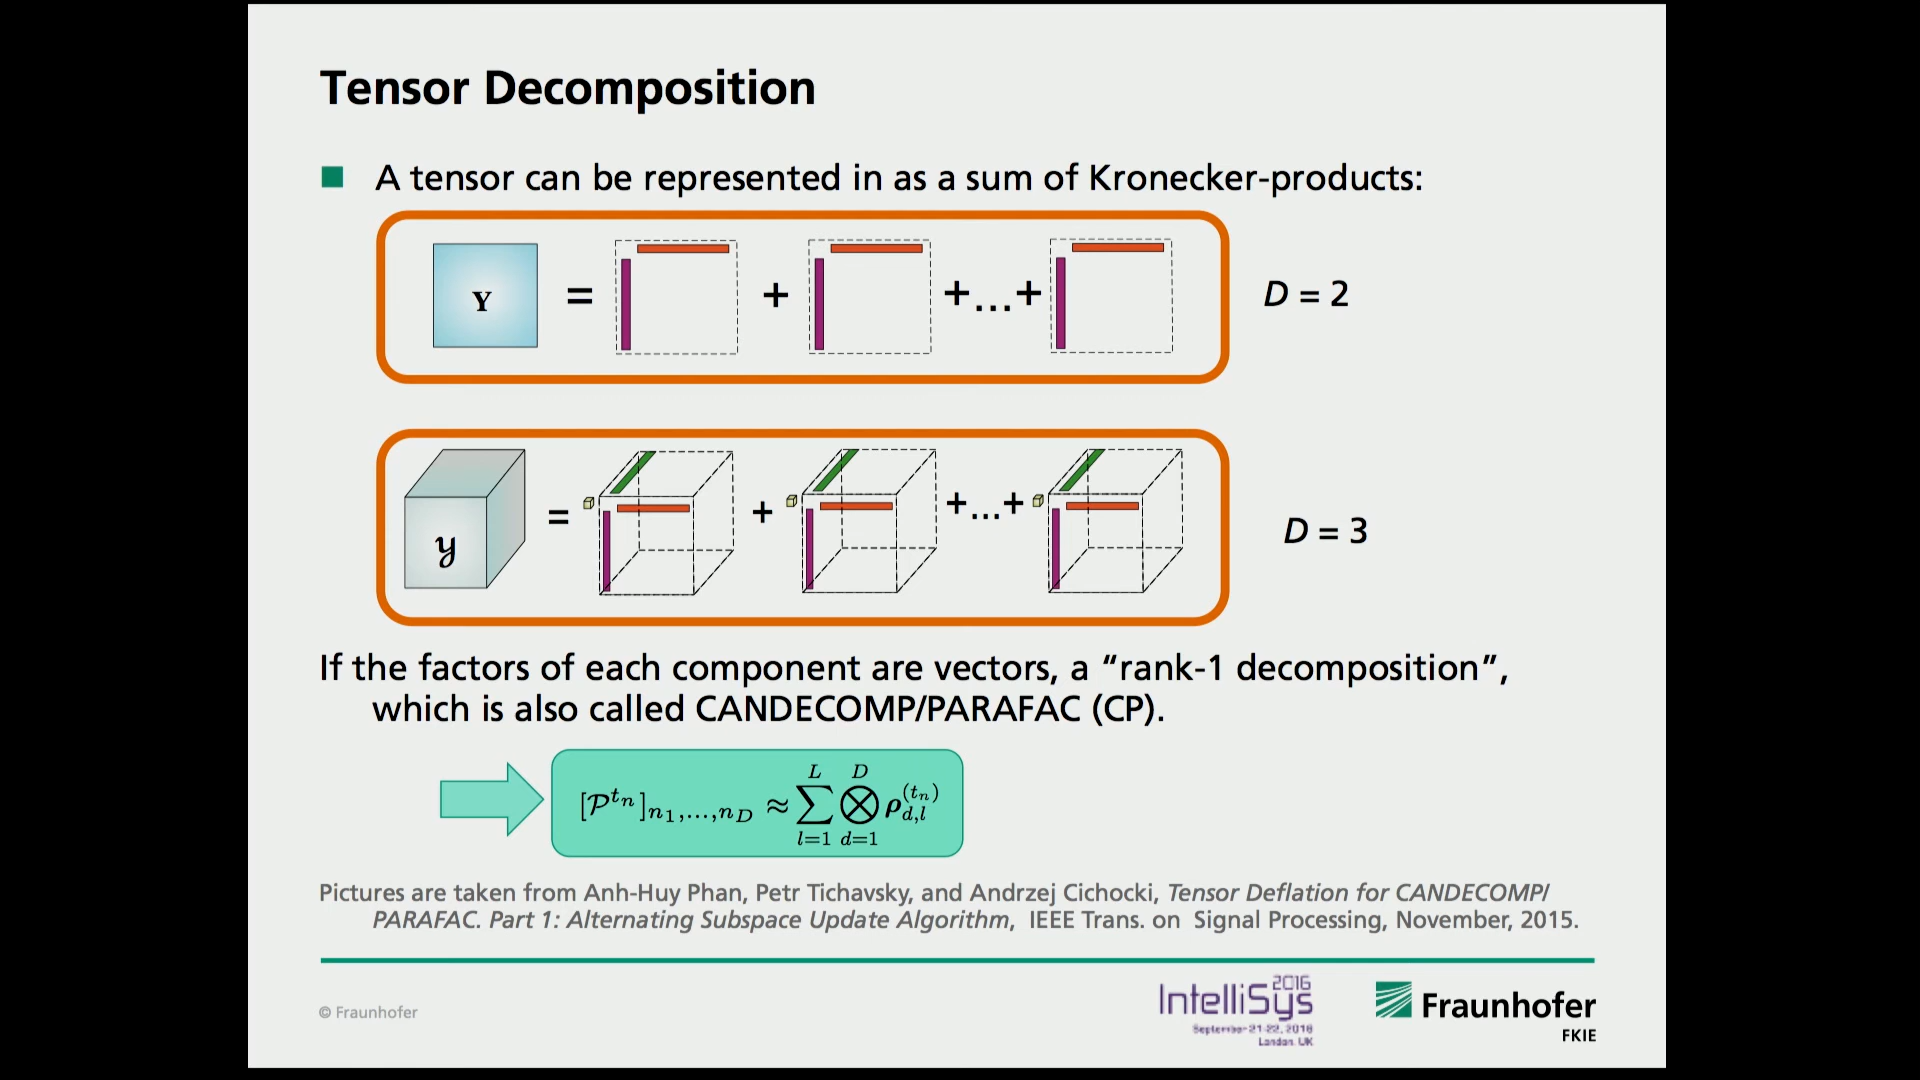 Tensor Decomposition
A tensor can be represented in as a sum of Kronecker-products:
Y = + +...+ D = 2
𝒴 = + +...+ D = 3
If the factors of each component are vectors, a “rank-1 decomposition”,
which is also called CANDECOMP/PARAFAC (CP).
[𝒫^{t_n}]_{n_1,...,n_D} ≈ ∑_{l=1}^{L} ⨂_{d=1}^{D} ρ_{d,l}^{(t_n)}
Pictures are taken from Anh-Huy Phan, Petr Tichavsky, and Andrzej Cichocki, Tensor Deflation for CANDECOMP/
PARAFAC. Part 1: Alternating Subspace Update Algorithm, IEEE Trans. on Signal Processing, November, 2015.
© Fraunhofer
IntelliSys 2016
September 21-22, 2016
London, UK
Fraunhofer
FKIE